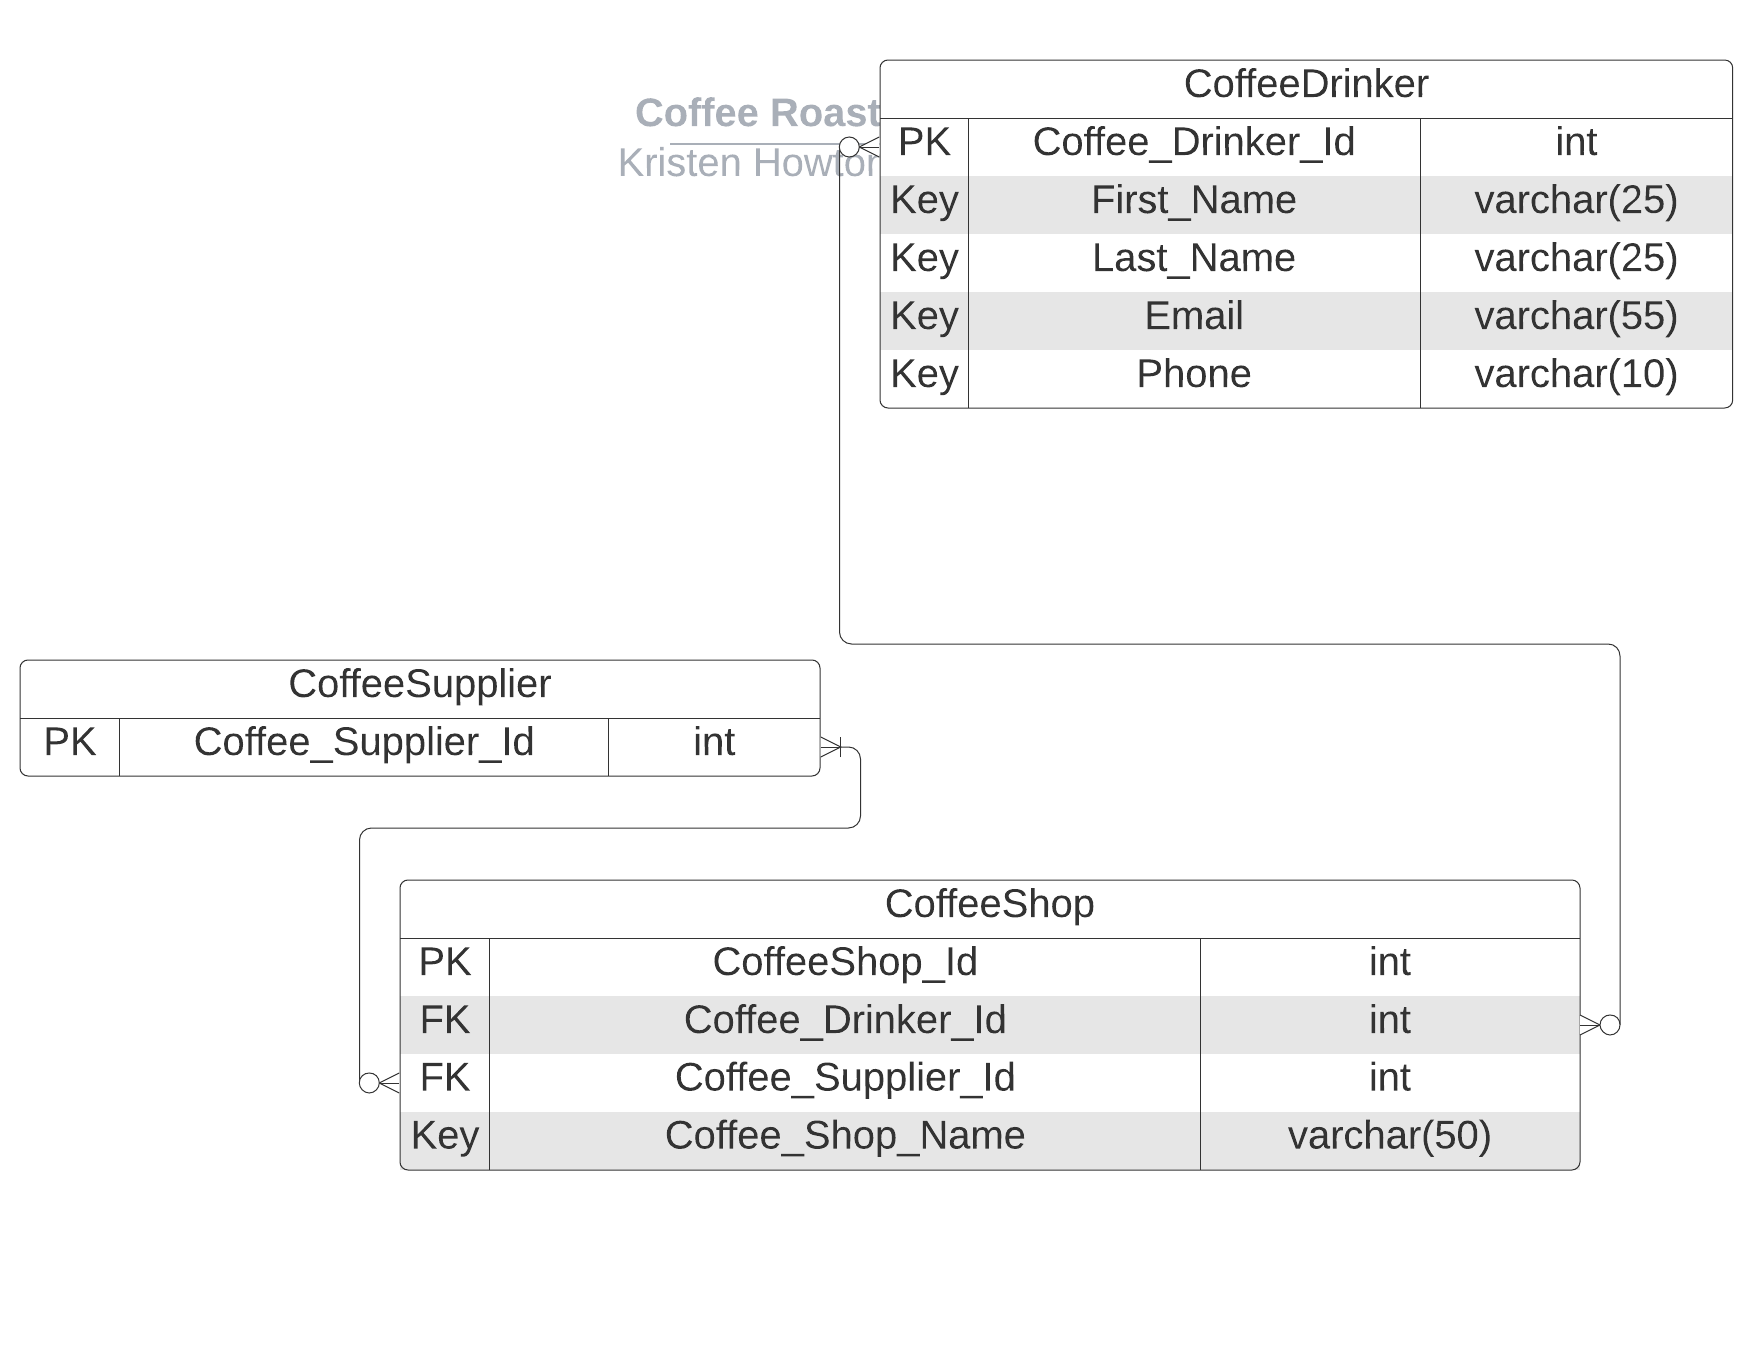 Coffee Roast
Kristen Howton
CoffeeDrinker
PK Coffee_Drinker_Id int
Key First_Name varchar(25)
Key Last_Name varchar(25)
Key Email varchar(55)
Key Phone varchar(10)
CoffeeSupplier
PK Coffee_Supplier_Id int
CoffeeShop
PK CoffeeShop_Id int
FK Coffee_Drinker_Id int
FK Coffee_Supplier_Id int
Key Coffee_Shop_Name varchar(50)